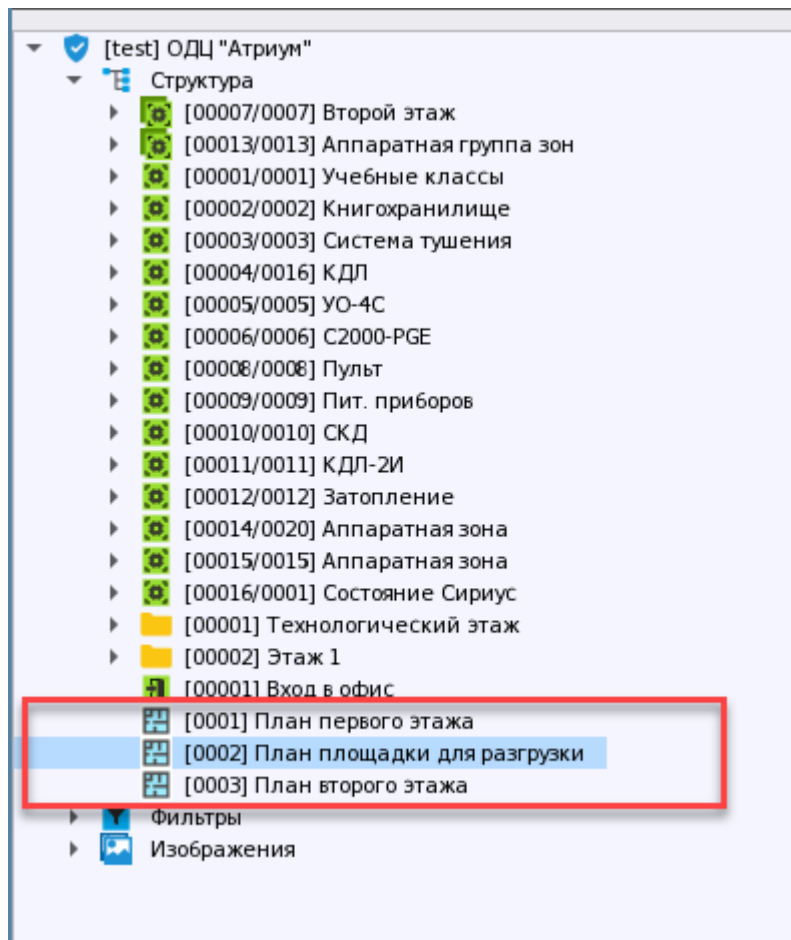 [test] ОДЦ "Атриум"
Структура
[00007/0007] Второй этаж
[00013/0013] Аппаратная группа зон
[00001/0001] Учебные классы
[00002/0002] Книгохранилище
[00003/0003] Система тушения
[00004/0016] КДЛ
[00005/0005] УО-4С
[00006/0006] С2000-PGE
[00008/0008] Пульт
[00009/0009] Пит. приборов
[00010/0010] СКД
[00011/0011] КДЛ-2И
[00012/0012] Затопление
[00014/0020] Аппаратная зона
[00015/0015] Аппаратная зона
[00016/0001] Состояние Сириус
[00001] Технологический этаж
[00002] Этаж 1
[00001] Вход в офис
[0001] План первого этажа
[0002] План площадки для разгрузки
[0003] План второго этажа
Фильтры
Изображения